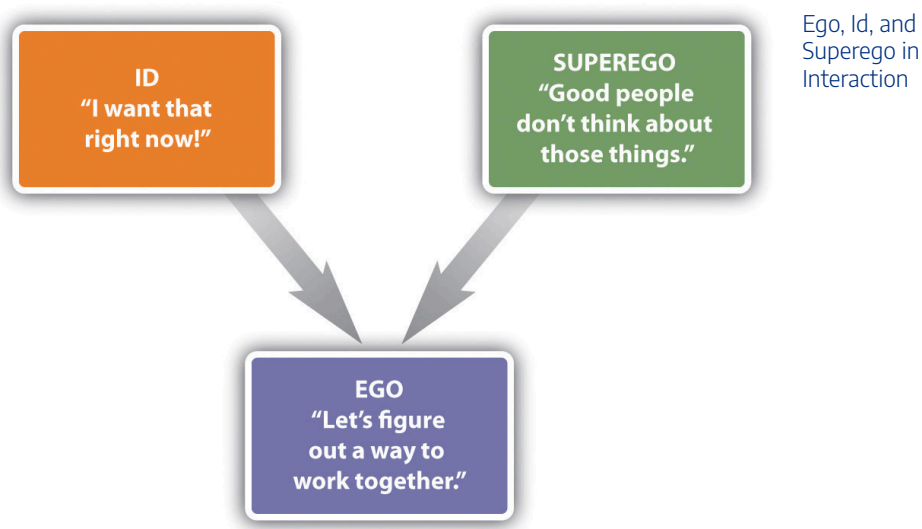 ID
“I want that
right now!”
SUPEREGO
“Good people
don’t think about
those things.”
Ego, Id, and
Superego in
Interaction
EGO
“Let’s figure
out a way to
work together.”